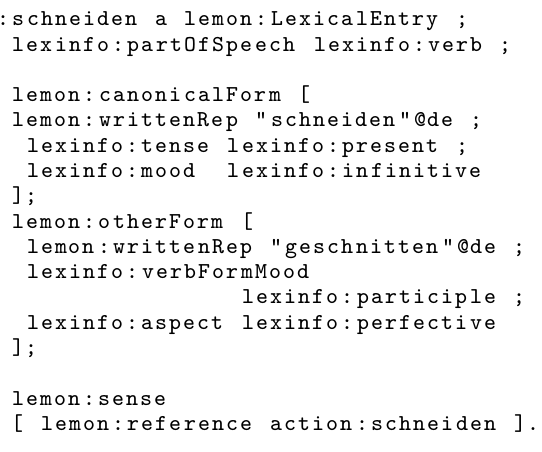 :schneiden a lemon:LexicalEntry ;
lexinfo:partOfSpeech lexinfo:verb ;
lemon:canonicalForm [
lemon:writtenRep "schneiden"@de ;
lexinfo:tense lexinfo:present ;
lexinfo:mood lexinfo:infinitive
];
lemon:otherForm [
lemon:writtenRep "geschnitten"@de ;
lexinfo:verbFormMood
lexinfo:participle ;
lexinfo:aspect lexinfo:perfective
];
lemon:sense
[ lemon:reference action:schneiden ].